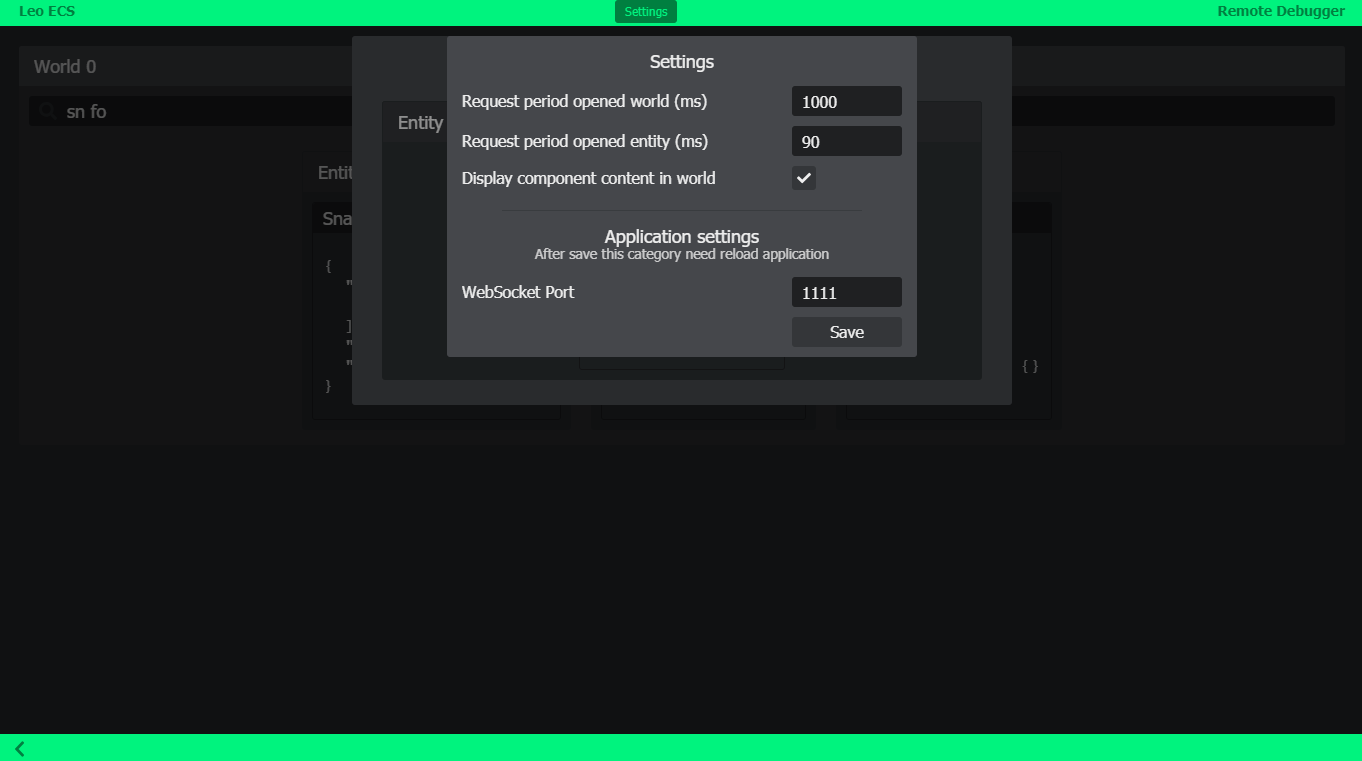 Leo ECS
Settings
Remote Debugger
World 0
sn fo
Settings
Request period opened world (ms)
1000
Request period opened entity (ms)
90
Display component content in world
Application settings
After save this category need reload application
WebSocket Port
1111
Save
Entity
{
"
]
"
"
}
{ }